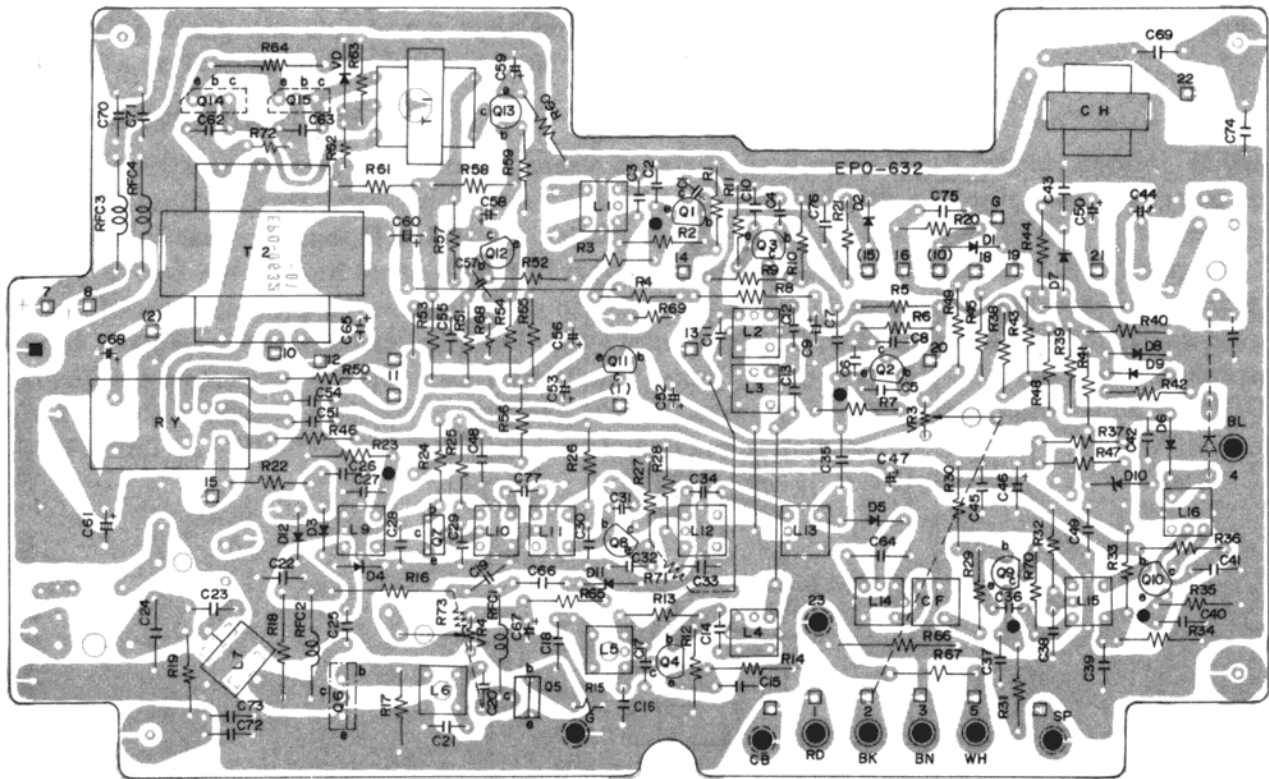 C69
R64
VD
R63
C59
22
e b c
e b c
Q14
Q15
T1
Q13
e
c
b
R60
CH
C70
C71
C62
C63
R72
R62
R59
C74
EPO-632
RFC3
RFC4
R61
R58
C58
L1
C3
C2
C1
R1
R11
C10
C4
C76
R21
D2
C75
R20
G
C43
C50
C44
Q1
R2
e
b
Q3
D1
R44
D7
T2
EPO-0632
-01
C60
R57
Q12
c
e
b
C57
R52
R3
14
R9
R10
(15)
16
(10)
18
19
21
R4
R8
R5
R49
R45
R38
R43
7
8
(2)
C65
R53
C55
R51
R68
R54
R55
C56
R69
13
C11
L2
C12
C9
C7
R6
C8
20
R40
R39
R41
D8
D9
C68
10
12
11
R50
Q11
e
b
(1)
C53
C52
L3
C13
C6
Q2
c
b
e
C5
R48
R42
RY
C54
C51
R46
R56
R7
VR3
R23
R24
R25
C48
R26
R27
R28
C35
C47
R30
R37
R47
C42
D6
BL
4
R22
C26
C27
C77
C34
C45
C46
D10
15
C31
L16
C61
D12
D3
L9
C28
Q7
C29
L10
L11
C30
Q8
b
c
e
C32
L12
L13
D5
R32
C49
R33
R36
C22
D4
R16
C19
C66
D11
R65
R71
C33
C64
R29
Q9
R70
C36
Q10
b
c
e
C41
R35
C40
R34
C24
C23
R18
RFC2
C25
R73
VR4
RFC1
C67
C18
R13
C14
L4
23
L14
CF
L15
C38
R19
L7
L5
C17
R12
Q4
R66
R67
C37
C39
R14
C15
Q6
b
c
e
R17
L6
C20
Q5
b
c
e
R15
C16
R31
C73
C72
C21
G
1
2
3
5
SP
CB
RD
BK
BN
WH